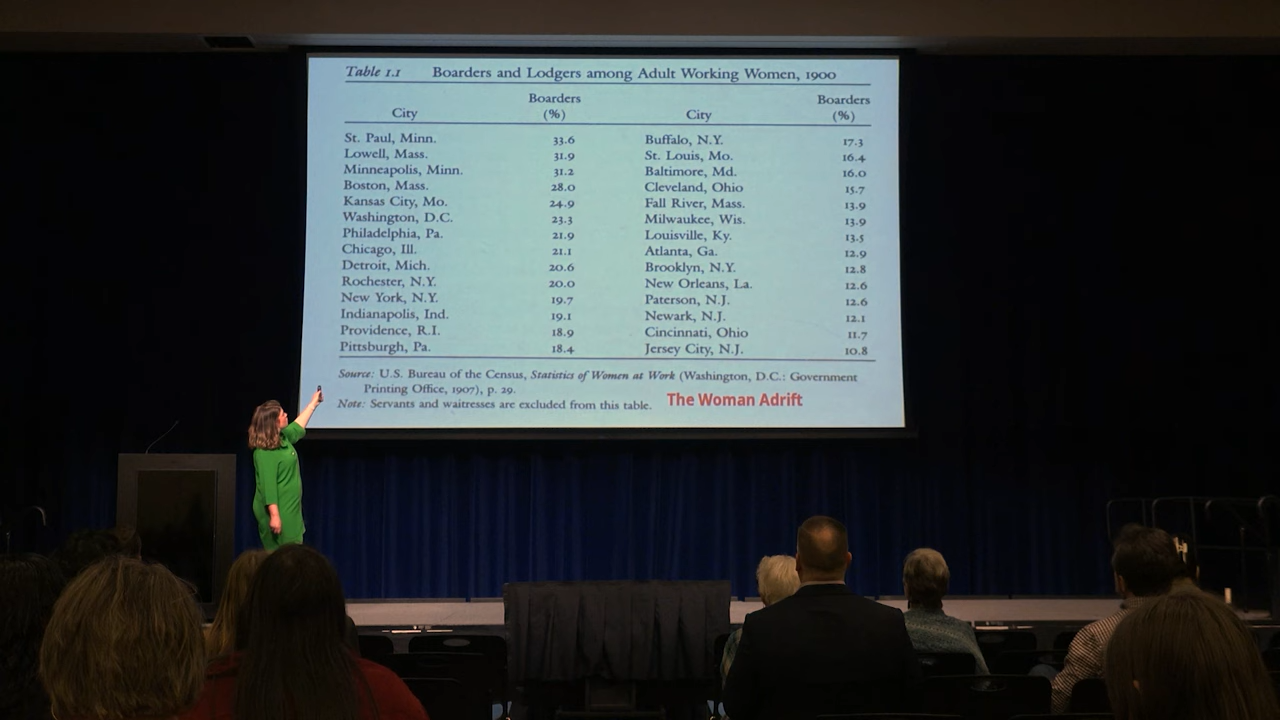 Table 1.1 Boarders and Lodgers among Adult Working Women, 1900
City Boarders (%) City Boarders (%)
St. Paul, Minn. 33.6 Buffalo, N.Y. 17.3
Lowell, Mass. 31.9 St. Louis, Mo. 16.4
Minneapolis, Minn. 31.2 Baltimore, Md. 16.0
Boston, Mass. 28.0 Cleveland, Ohio 15.7
Kansas City, Mo. 24.9 Fall River, Mass. 13.9
Washington, D.C. 23.3 Milwaukee, Wis. 13.9
Philadelphia, Pa. 21.9 Louisville, Ky. 13.5
Chicago, Ill. 21.1 Atlanta, Ga. 12.9
Detroit, Mich. 20.6 Brooklyn, N.Y. 12.8
Rochester, N.Y. 20.0 New Orleans, La. 12.6
New York, N.Y. 19.7 Paterson, N.J. 12.6
Indianapolis, Ind. 19.1 Newark, N.J. 12.1
Providence, R.I. 18.9 Cincinnati, Ohio 11.7
Pittsburgh, Pa. 18.4 Jersey City, N.J. 10.8
Source: U.S. Bureau of the Census, Statistics of Women at Work (Washington, D.C.: Government
Printing Office, 1907), p. 29.
Note: Servants and waitresses are excluded from this table. The Woman Adrift